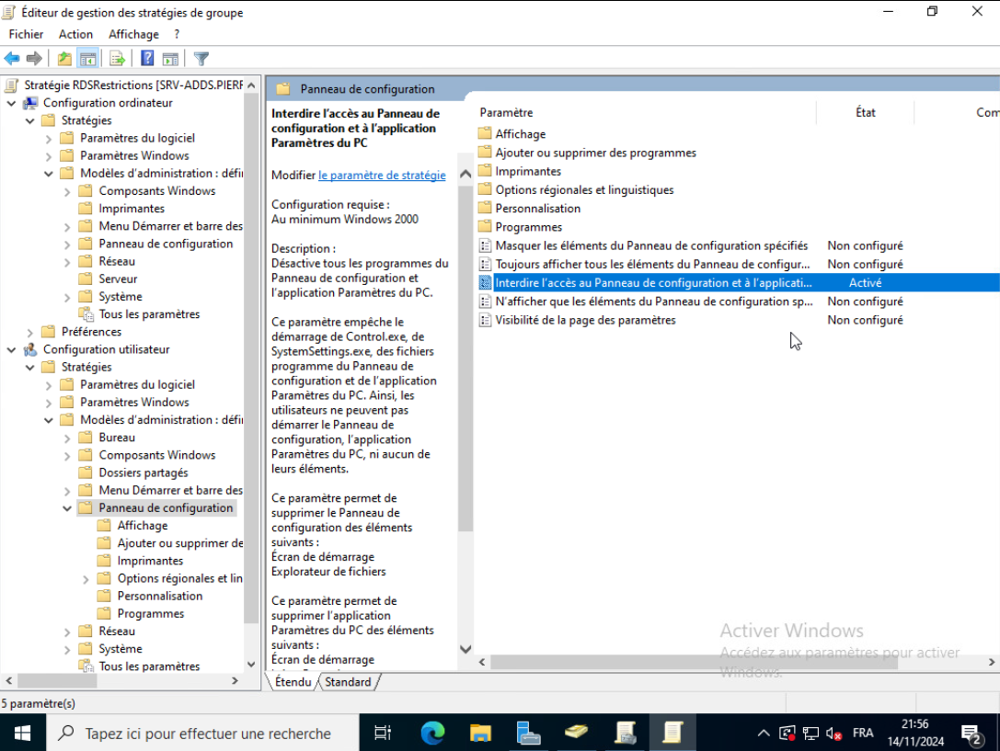 Éditeur de gestion des stratégies de groupe
Fichier Action Affichage ?
Stratégie RDSRestrictions [SRV-ADDS.PIERF
Configuration ordinateur
Stratégies
Paramètres du logiciel
Paramètres Windows
Modèles d'administration : défin
Composants Windows
Imprimantes
Menu Démarrer et barre des
Panneau de configuration
Réseau
Serveur
Système
Tous les paramètres
Préférences
Configuration utilisateur
Stratégies
Paramètres du logiciel
Paramètres Windows
Modèles d'administration : défin
Bureau
Composants Windows
Dossiers partagés
Menu Démarrer et barre des
Panneau de configuration
Affichage
Ajouter ou supprimer de
Imprimantes
Options régionales et lin
Personnalisation
Programmes
Réseau
Système
Tous les paramètres
Panneau de configuration
Interdire l'accès au Panneau de
configuration et à l'application
Paramètres du PC
Modifier le paramètre de stratégie
Configuration requise :
Au minimum Windows 2000
Description :
Désactive tous les programmes du
Panneau de configuration et
l'application Paramètres du PC.
Ce paramètre empêche le
démarrage de Control.exe, de
SystemSettings.exe, des fichiers
programme du Panneau de
configuration et de l'application
Paramètres du PC. Ainsi, les
utilisateurs ne peuvent pas
démarrer le Panneau de
configuration, l'application
Paramètres du PC, ni aucun de
leurs éléments.
Ce paramètre permet de
supprimer le Panneau de
configuration des éléments
suivants :
Écran de démarrage
Explorateur de fichiers
Ce paramètre permet de
supprimer l'application
Paramètres du PC des éléments
suivants :
Écran de démarrage
Paramètre État Com
Affichage
Ajouter ou supprimer des programmes
Imprimantes
Options régionales et linguistiques
Personnalisation
Programmes
Masquer les éléments du Panneau de configuration spécifiés Non configuré
Toujours afficher tous les éléments du Panneau de configur... Non configuré
Interdire l'accès au Panneau de configuration et à l'applicati... Activé
N'afficher que les éléments du Panneau de configuration sp... Non configuré
Visibilité de la page des paramètres Non configuré
Activer Windows
Accédez aux paramètres pour activer
Windows.
Étendu Standard
5 paramètre(s)
Tapez ici pour effectuer une recherche
FRA
21:56
14/11/2024
2